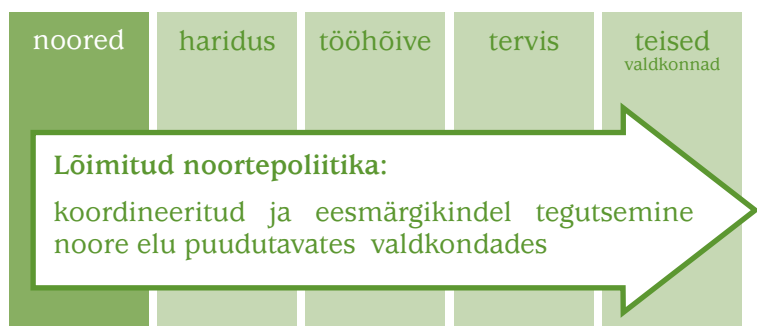 noored haridus tööhõive tervis teised
valdkonnad
Lõimitud noortepoliitika:
koordineeritud ja eesmärgikindel tegutsemine
noore elu puudutavates valdkondades